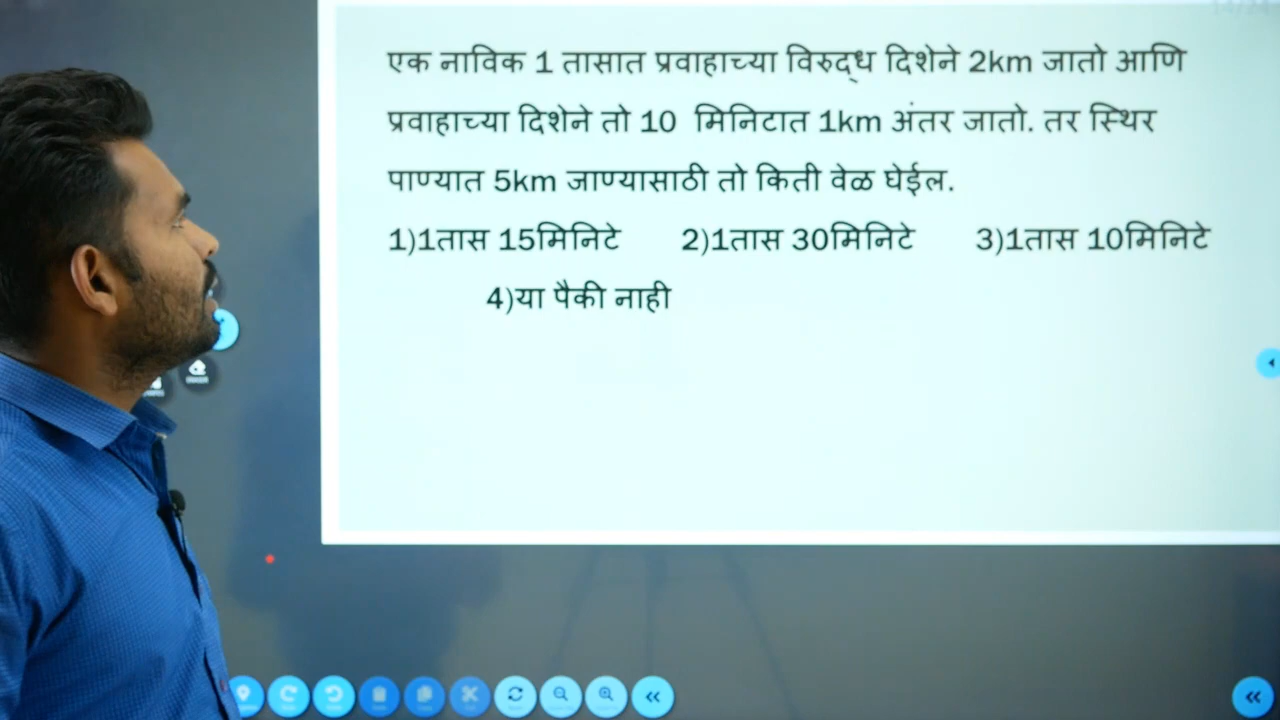 एक नाविक 1 तासात प्रवाहाच्या विरुद्ध दिशेने 2km जातो आणि
प्रवाहाच्या दिशेने तो 10 मिनिटात 1km अंतर जातो. तर स्थिर
पाण्यात 5km जाण्यासाठी तो किती वेळ घेईल.
1)1तास 15मिनिटे 2)1तास 30मिनिटे 3)1तास 10मिनिटे
4)या पैकी नाही